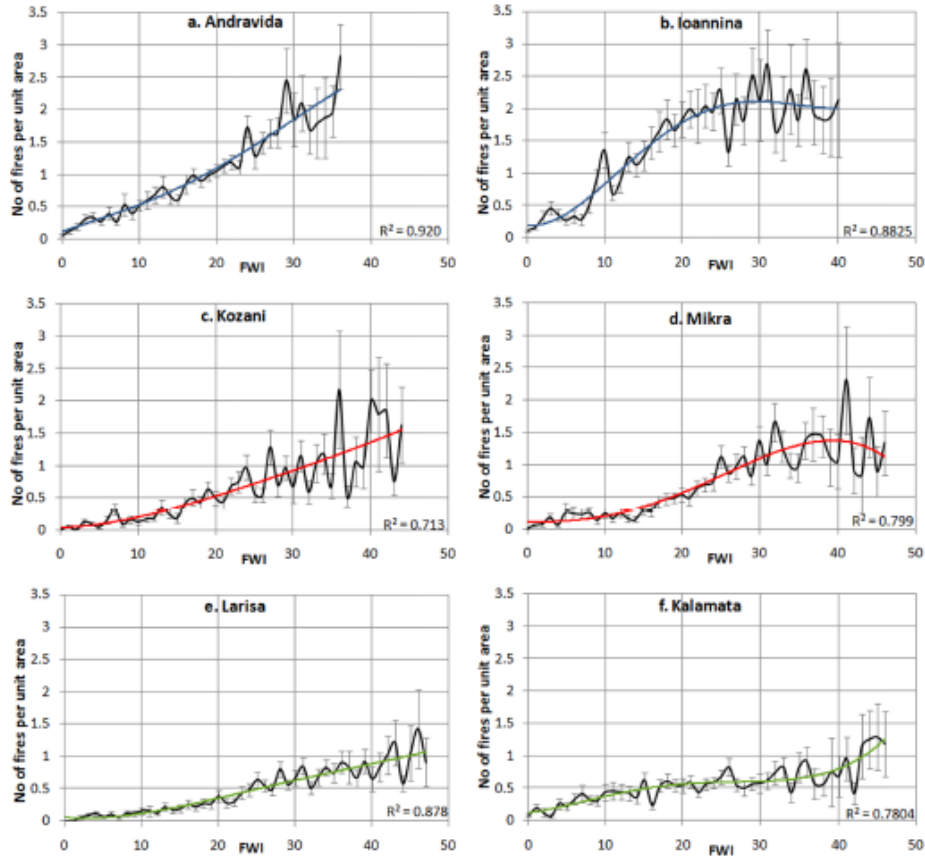 a. Andravida
No of fires per unit area
3.5
3
2.5
2
1.5
1
0.5
0
0 10 20 30 40 50
FWI
R² = 0.920
b. Ioannina
No of fires per unit area
3.5
3
2.5
2
1.5
1
0.5
0
0 10 20 30 40 50
FWI
R² = 0.8825
c. Kozani
No of fires per unit area
3.5
3
2.5
2
1.5
1
0.5
0
0 10 20 30 40 50
FWI
R² = 0.713
d. Mikra
No of fires per unit area
3.5
3
2.5
2
1.5
1
0.5
0
0 10 20 30 40 50
FWI
R² = 0.799
e. Larisa
No of fires per unit area
3.5
3
2.5
2
1.5
1
0.5
0
0 10 20 30 40 50
FWI
R² = 0.878
f. Kalamata
No of fires per unit area
3.5
3
2.5
2
1.5
1
0.5
0
0 10 20 30 40 50
FWI
R² = 0.7804